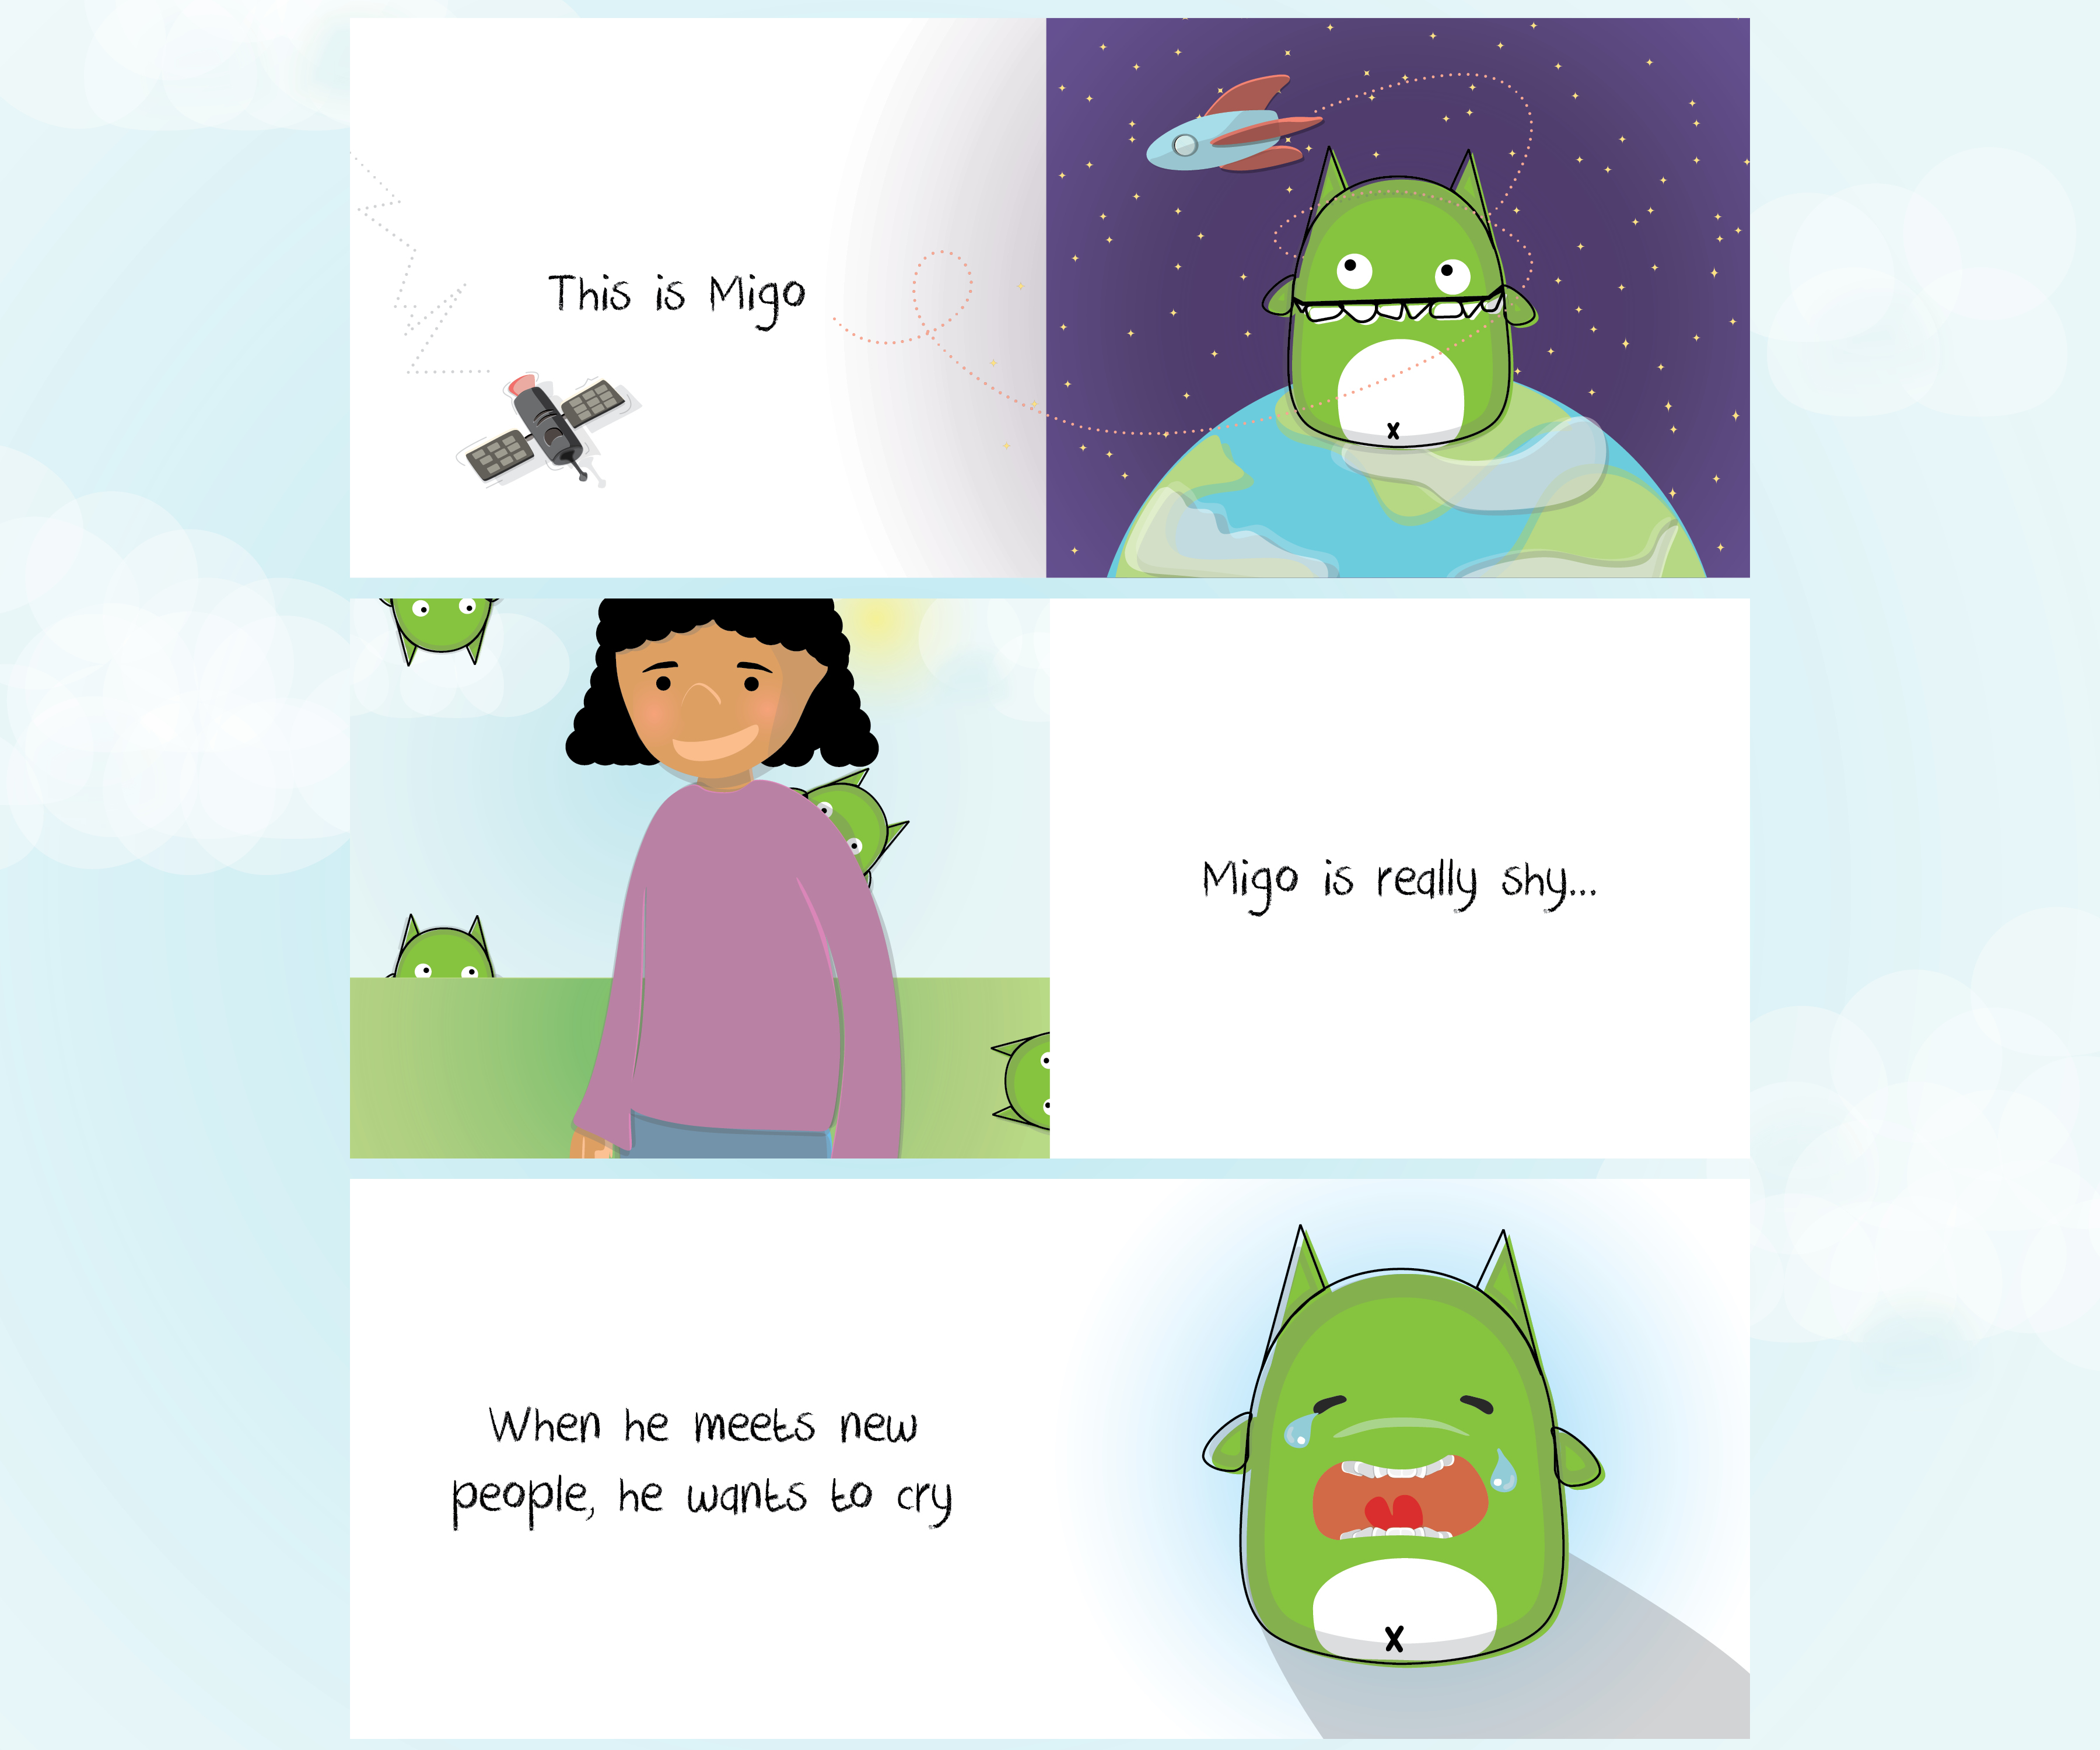 This is Migo
Migo is really shy...
When he meets new
people, he wants to cry